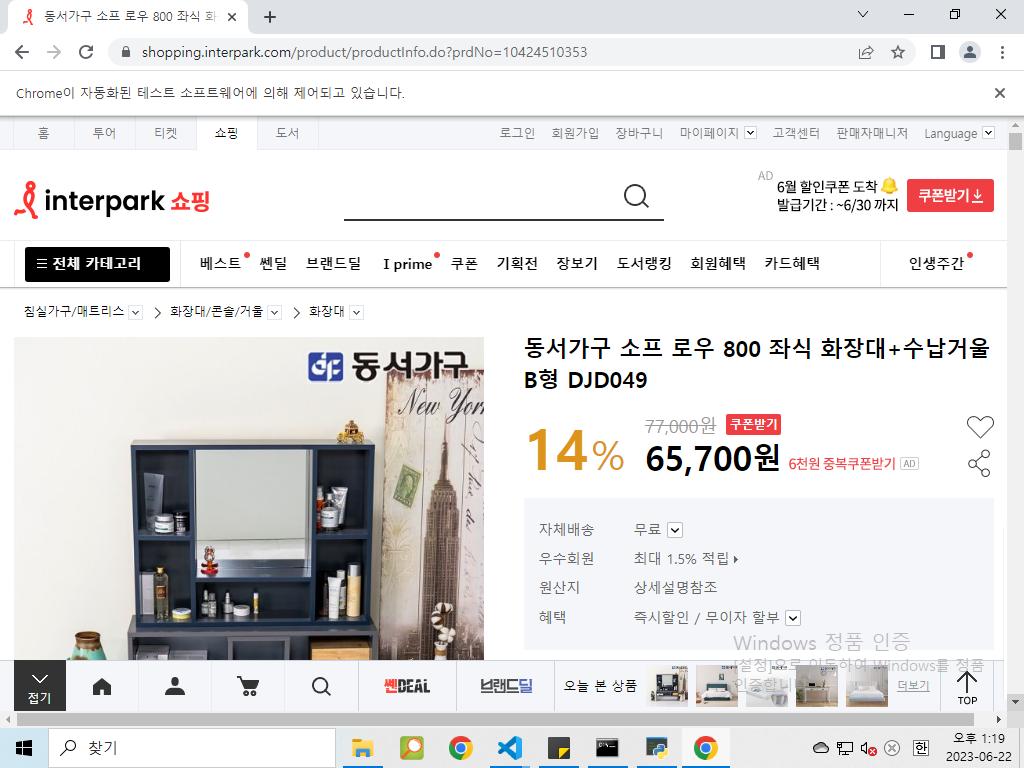 동서가구 소프 로우 800 좌식 화
shopping.interpark.com/product/productInfo.do?prdNo=10424510353
Chrome이 자동화된 테스트 소프트웨어에 의해 제어되고 있습니다.
홈 투어 티켓 쇼핑 도서 로그인 회원가입 장바구니 마이페이지 고객센터 판매자매니저 Language
interpark 쇼핑
AD
6월 할인쿠폰 도착
발급기간 : ~6/30 까지
쿠폰받기
전체 카테고리 베스트 쎈딜 브랜드딜 I prime 쿠폰 기획전 장보기 도서랭킹 회원혜택 카드혜택 인생주간
침실가구/매트리스 화장대/콘솔/거울 화장대
동서가구
New York
동서가구 소프 로우 800 좌식 화장대+수납거울
B형 DJD049
14%
77,000원 쿠폰받기
65,700원 6천원 중복쿠폰받기 AD
자체배송 무료
우수회원 최대 1.5% 적립
원산지 상세설명참조
혜택 즉시할인 / 무이자 할부
Windows 정품 인증
[설정]으로 이동하여 Windows를 정품
인증합니다.
접기
쎈DEAL 브랜드딜 오늘 본 상품 더보기
TOP
찾기
한
오후 1:19
2023-06-22